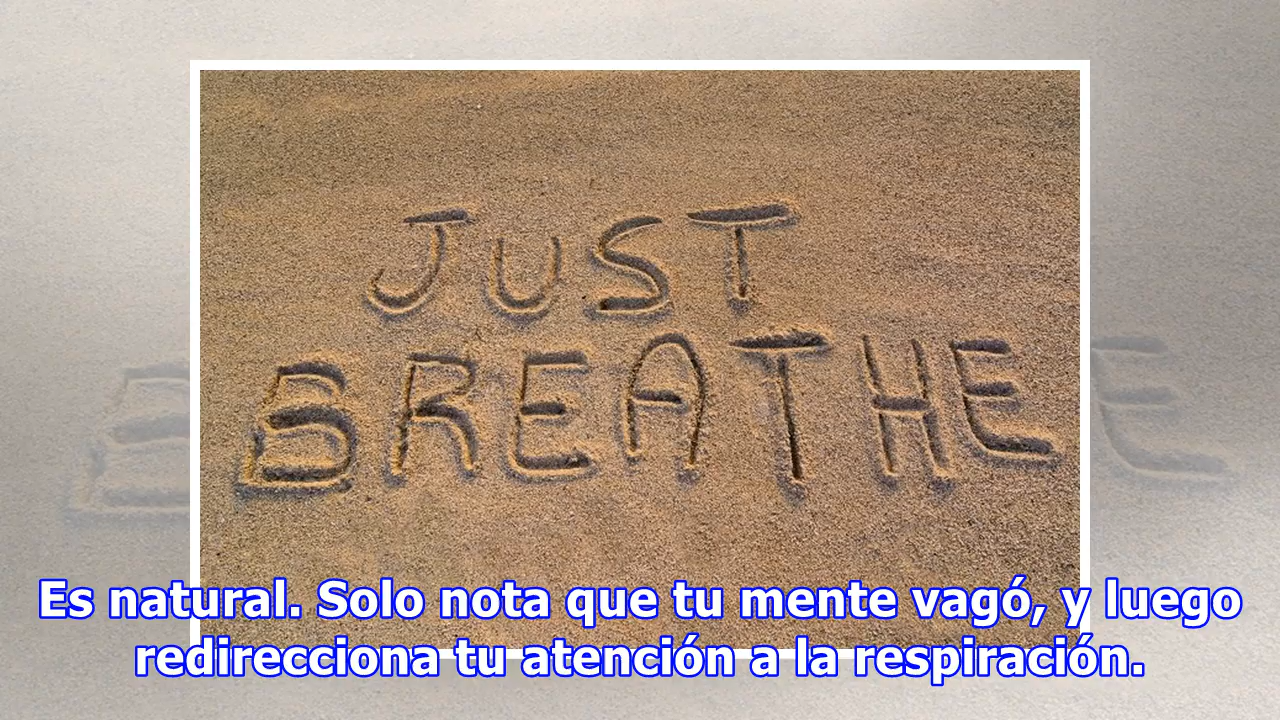 JUST
BREATHE
Es natural. Solo nota que tu mente vagó, y luego
redirecciona tu atención a la respiración.